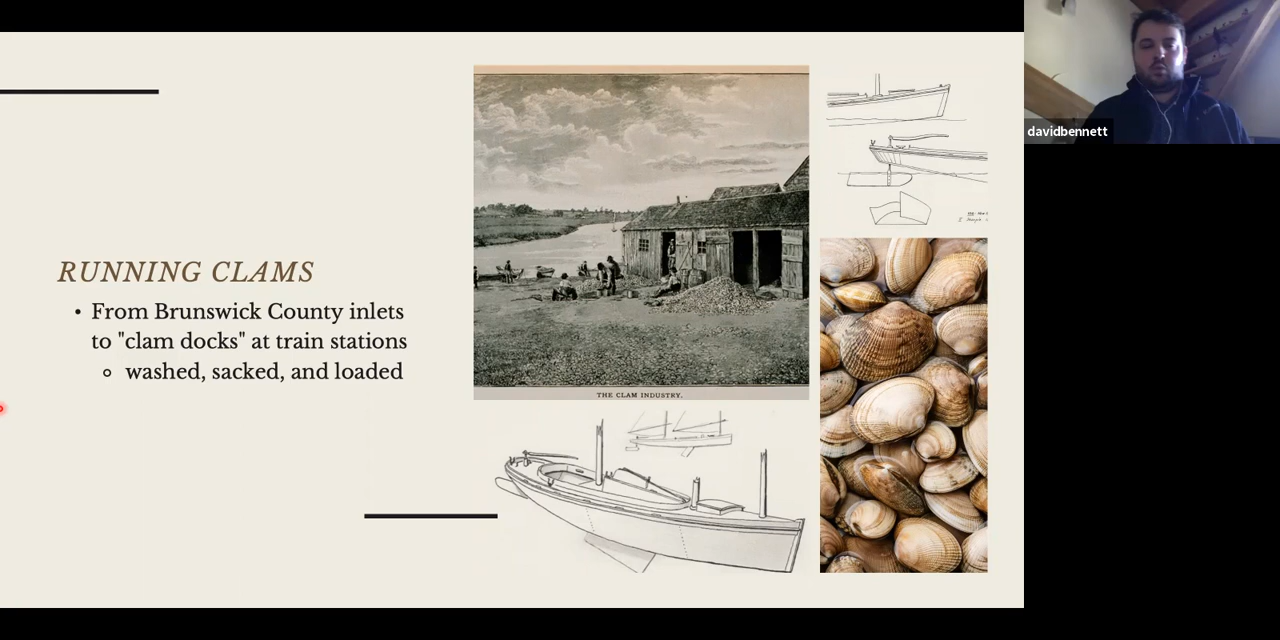 RUNNING CLAMS
• From Brunswick County inlets
to "clam docks" at train stations
○ washed, sacked, and loaded
THE CLAM INDUSTRY.
davidbennett